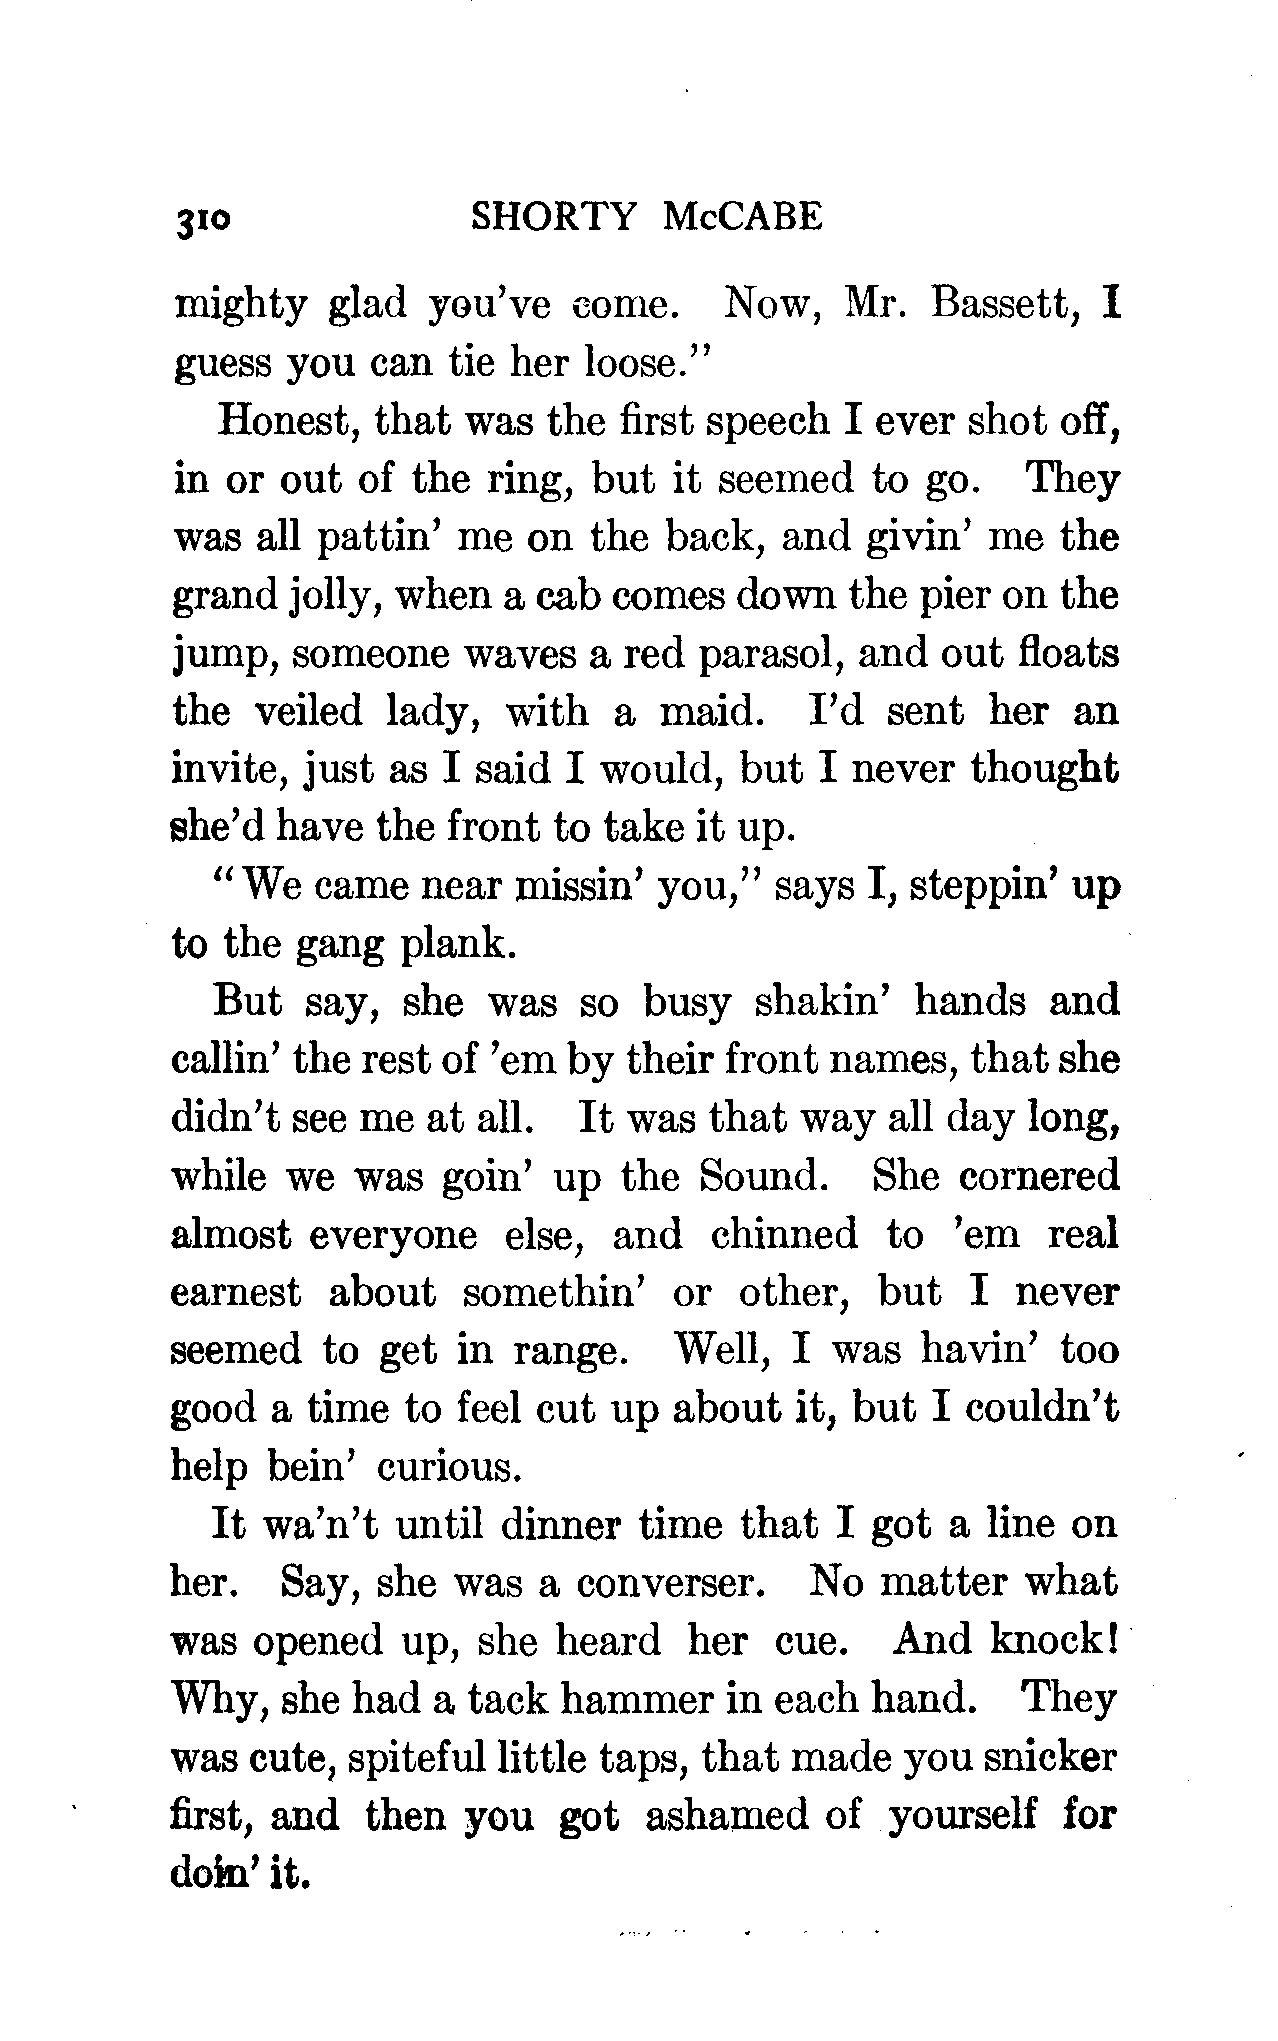 310 SHORTY McCABE
mighty glad you've come. Now, Mr. Bassett, I
guess you can tie her loose."
Honest, that was the first speech I ever shot off,
in or out of the ring, but it seemed to go. They
was all pattin' me on the back, and givin' me the
grand jolly, when a cab comes down the pier on the
jump, someone waves a red parasol, and out floats
the veiled lady, with a maid. I'd sent her an
invite, just as I said I would, but I never thought
she'd have the front to take it up.
"We came near missin' you," says I, steppin' up
to the gang plank.
But say, she was so busy shakin' hands and
callin' the rest of 'em by their front names, that she
didn't see me at all. It was that way all day long,
while we was goin' up the Sound. She cornered
almost everyone else, and chinned to 'em real
earnest about somethin' or other, but I never
seemed to get in range. Well, I was havin' too
good a time to feel cut up about it, but I couldn't
help bein' curious.
It wa'n't until dinner time that I got a line on
her. Say, she was a converser. No matter what
was opened up, she heard her cue. And knock!
Why, she had a tack hammer in each hand. They
was cute, spiteful little taps, that made you snicker
first, and then you got ashamed of yourself for
doin' it.